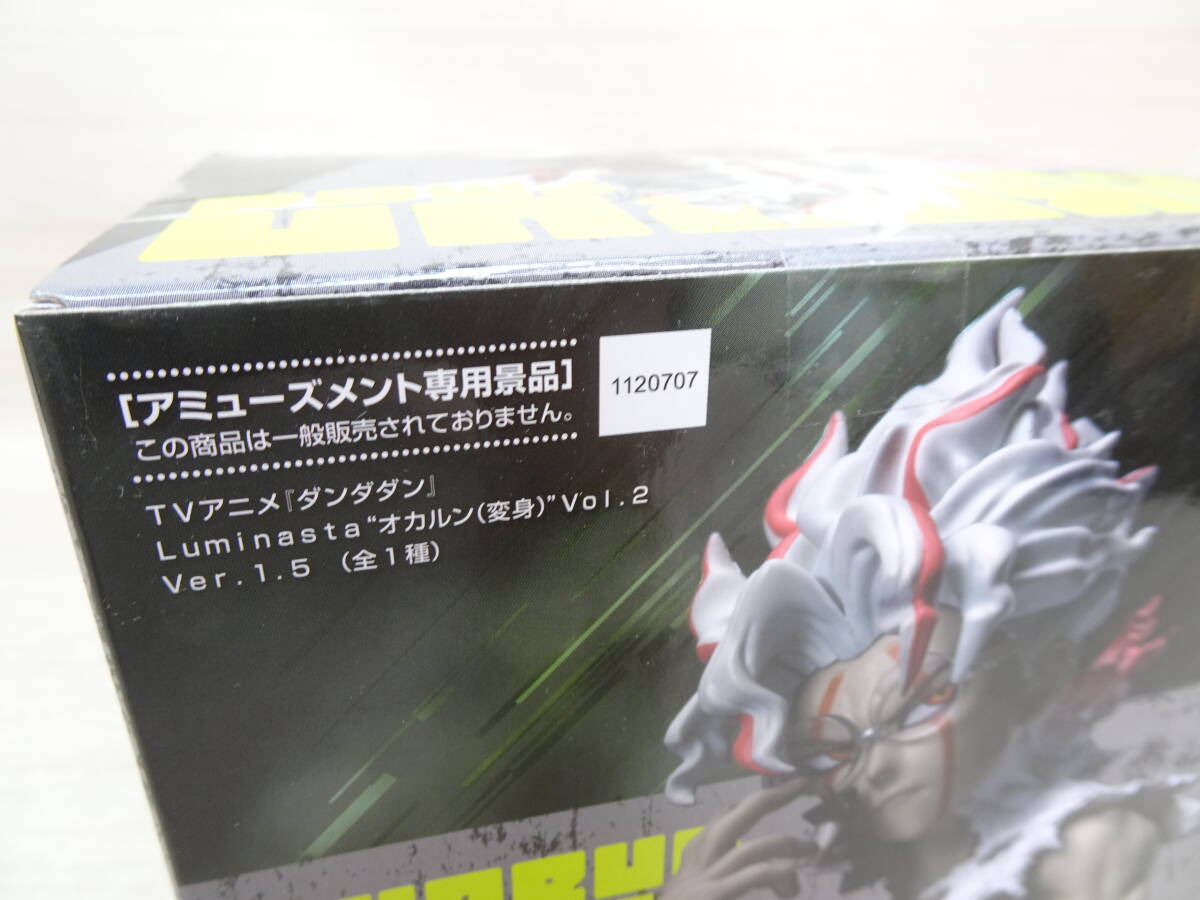 [アミューズメント専用景品]
この商品は一般販売されておりません。
1120707
TVアニメ『ダンダダン』
Luminasta“オカルン(変身)”Vol.2
Ver.1.5 (全1種)